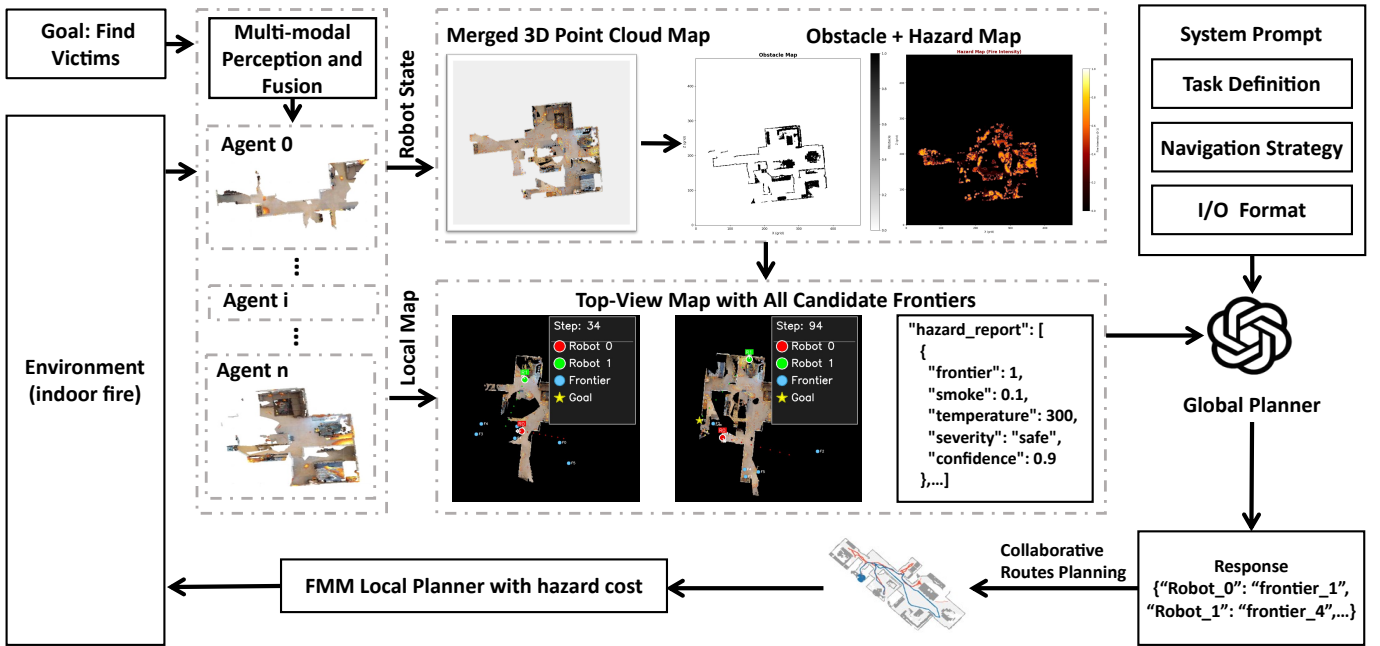 Goal: Find
Victims
Multi-modal
Perception and
Fusion
Agent 0
Agent i
Agent n
Environment
(indoor fire)
Robot State
Local Map
Merged 3D Point Cloud Map
Obstacle + Hazard Map
Obstacle Map
Hazard Map (Fire Intensity)
Top-View Map with All Candidate Frontiers
Step: 34
Robot 0
Robot 1
Frontier
Goal
Step: 94
Robot 0
Robot 1
Frontier
Goal
"hazard_report": [
{
"frontier": 1,
"smoke": 0.1,
"temperature": 300,
"severity": "safe",
"confidence": 0.9
},...]
System Prompt
Task Definition
Navigation Strategy
I/O Format
Global Planner
Response
{“Robot_0”: “frontier_1”,
“Robot_1”: “frontier_4”,...}
Collaborative
Routes Planning
FMM Local Planner with hazard cost